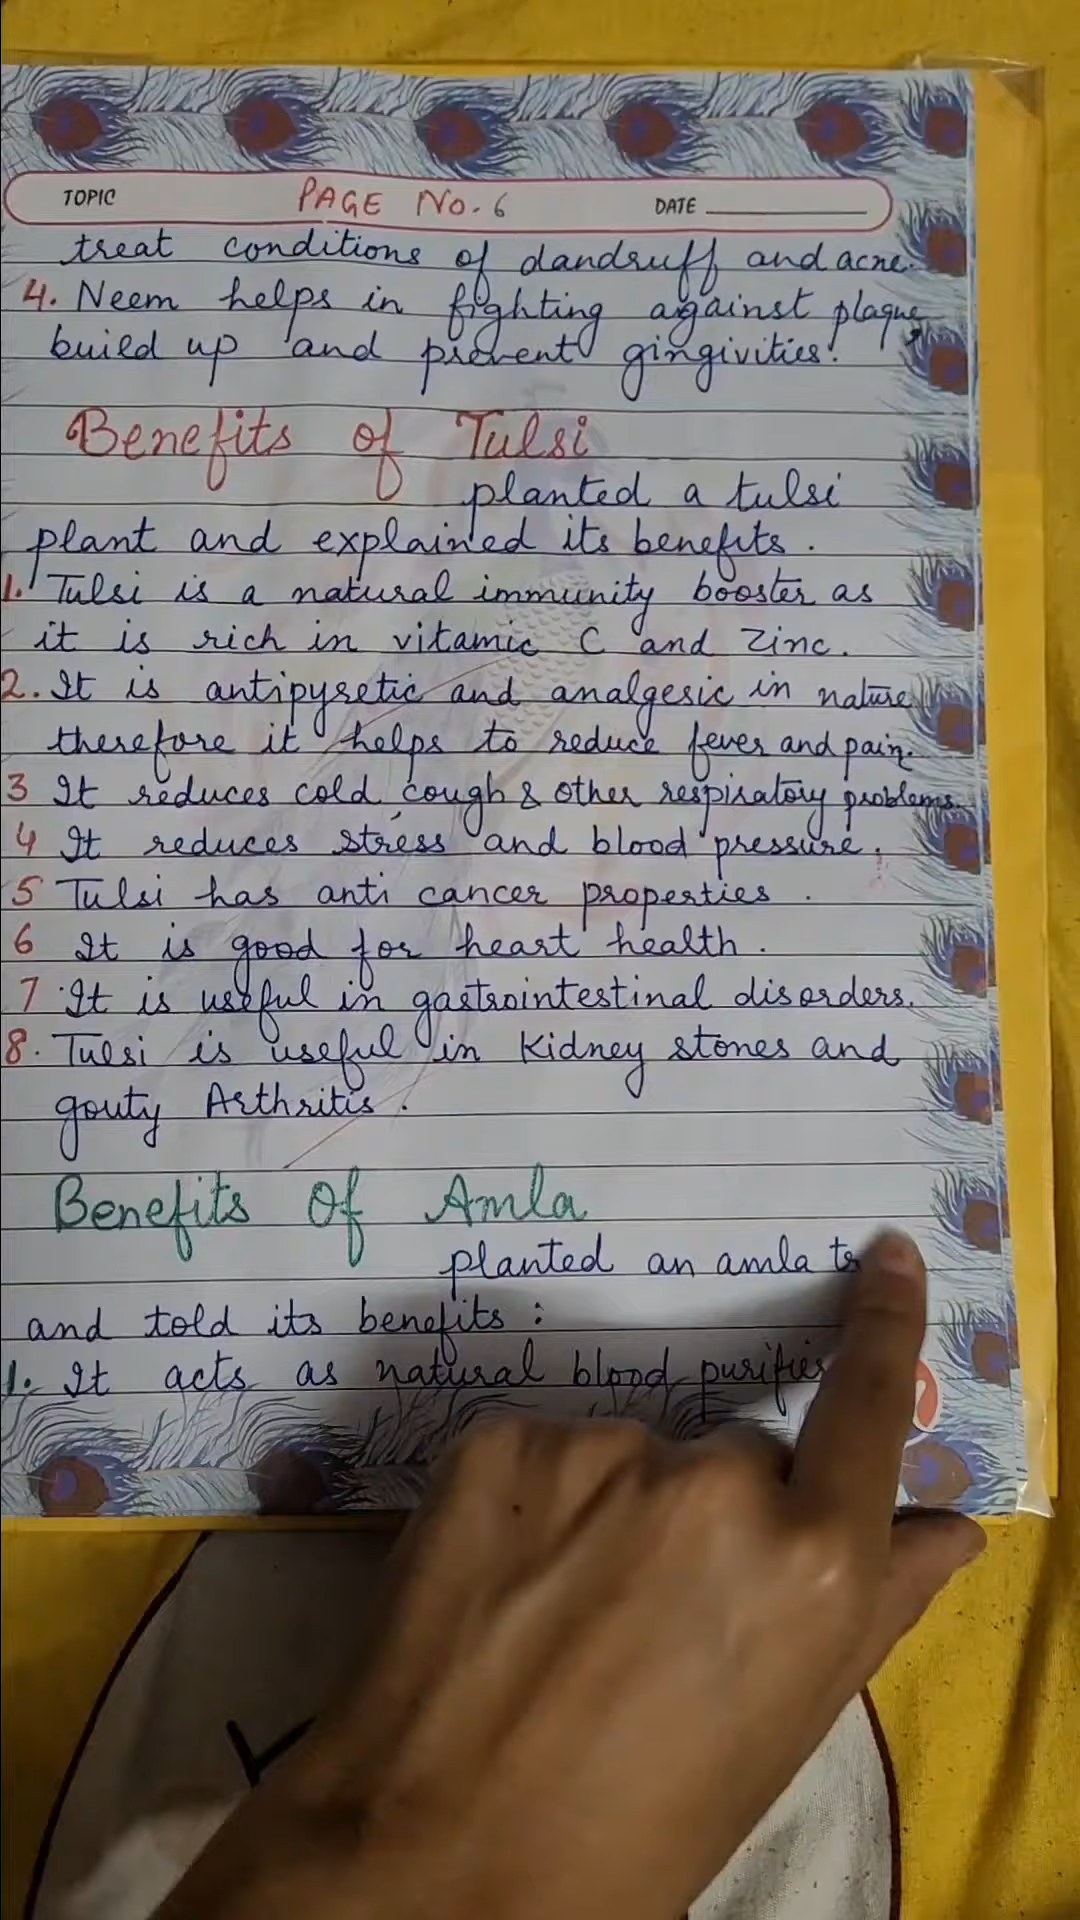 TOPIC PAGE No. 6 DATE
treat conditions of dandruff and acne.
4. Neem helps in fighting against plaque,
build up and prevent gingivities.
Benefits of Tulsi
planted a tulsi
plant and explained its benefits.
1. Tulsi is a natural immunity booster as
it is rich in vitamic C and Zinc.
2. It is antipyretic and analgesic in nature
therefore it helps to reduce fever and pain.
3 It reduces cold, cough & other respiratory problems.
4 It reduces stress and blood pressure.
5 Tulsi has anti cancer properties.
6 It is good for heart health.
7 It is useful in gastrointestinal disorders.
8. Tulsi is useful in Kidney stones and
gouty Arthritis.
Benefits Of Amla
planted an amla
and told its benefits:
1. It acts as natural blood purifier